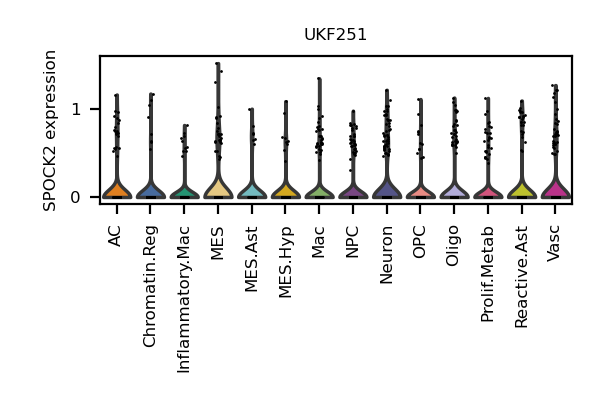 UKF251
SPOCK2 expression
1
0
AC
Chromatin.Reg
Inflammatory.Mac
MES
MES.Ast
MES.Hyp
Mac
NPC
Neuron
OPC
Oligo
Prolif.Metab
Reactive.Ast
Vasc